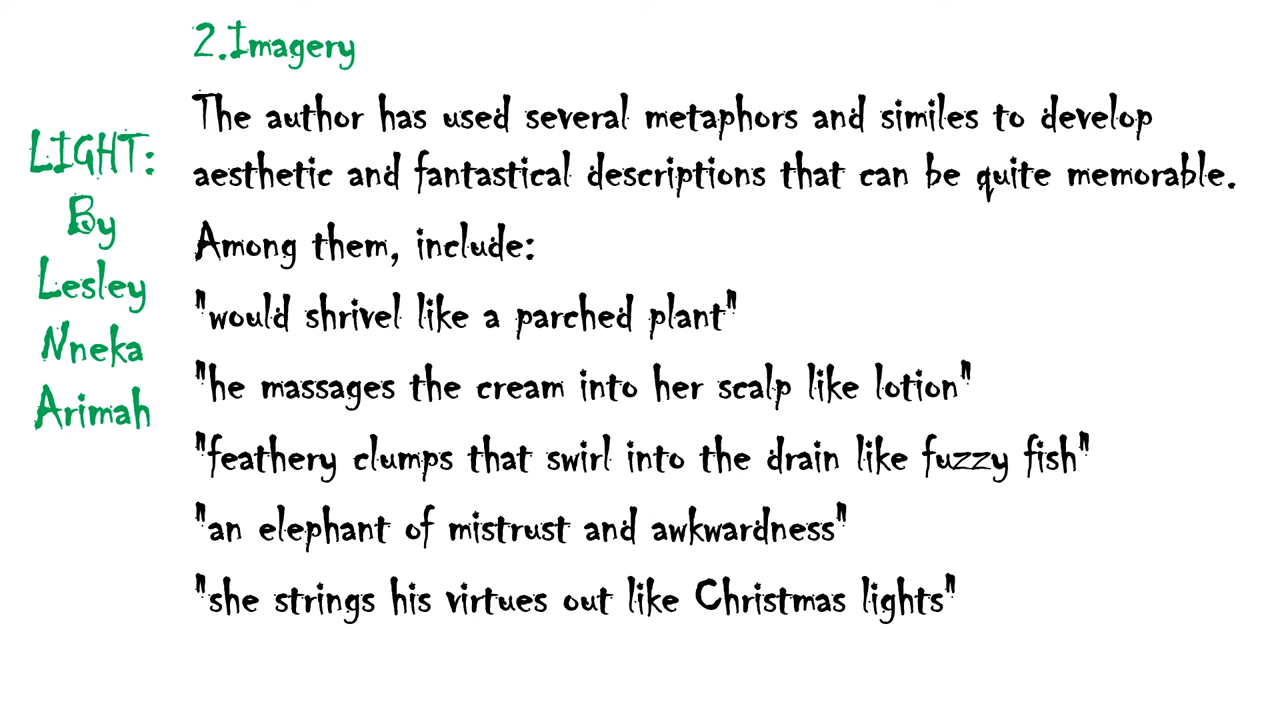 LIGHT:
By
Lesley
Nneka
Arimah
2.Imagery
The author has used several metaphors and similes to develop
aesthetic and fantastical descriptions that can be quite memorable.
Among them, include:
"would shrivel like a parched plant"
"he massages the cream into her scalp like lotion"
"feathery clumps that swirl into the drain like fuzzy fish"
"an elephant of mistrust and awkwardness"
"she strings his virtues out like Christmas lights"